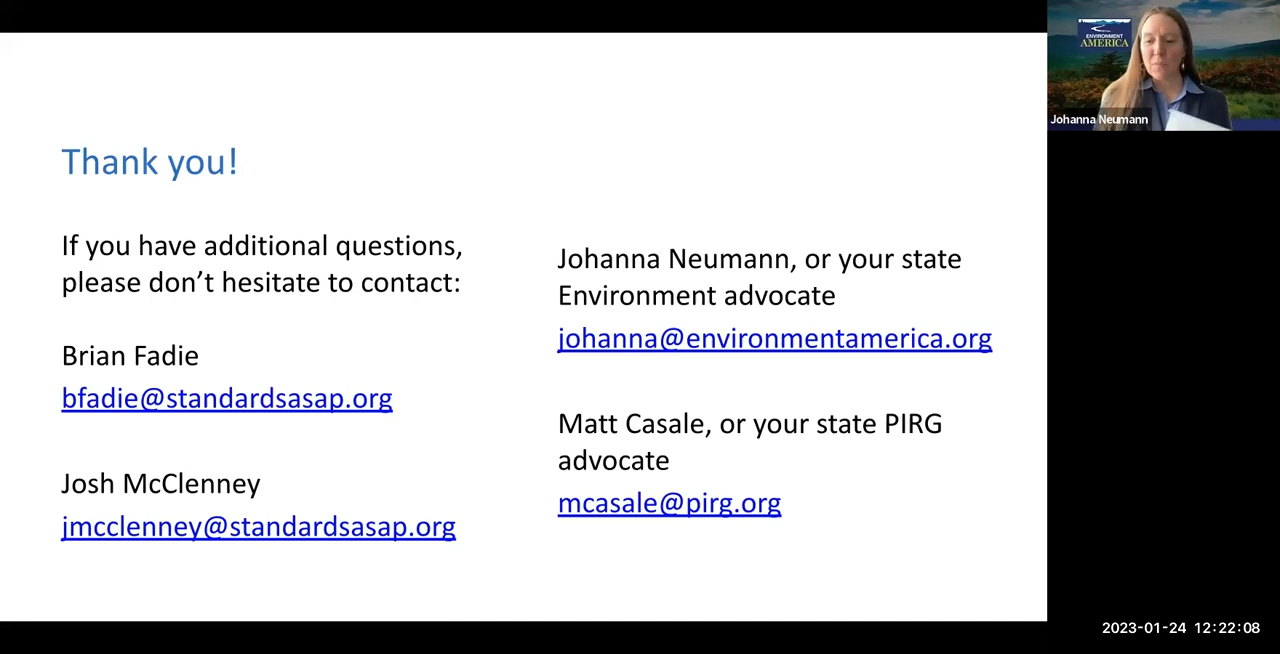 Thank you!
If you have additional questions,
please don’t hesitate to contact:
Brian Fadie
bfadie@standardsasap.org
Josh McClenney
jmcclenney@standardsasap.org
Johanna Neumann, or your state
Environment advocate
johanna@environmentamerica.org
Matt Casale, or your state PIRG
advocate
mcasale@pirg.org
ENVIRONMENT
AMERICA
Johanna Neumann
2023-01-24 12:22:08